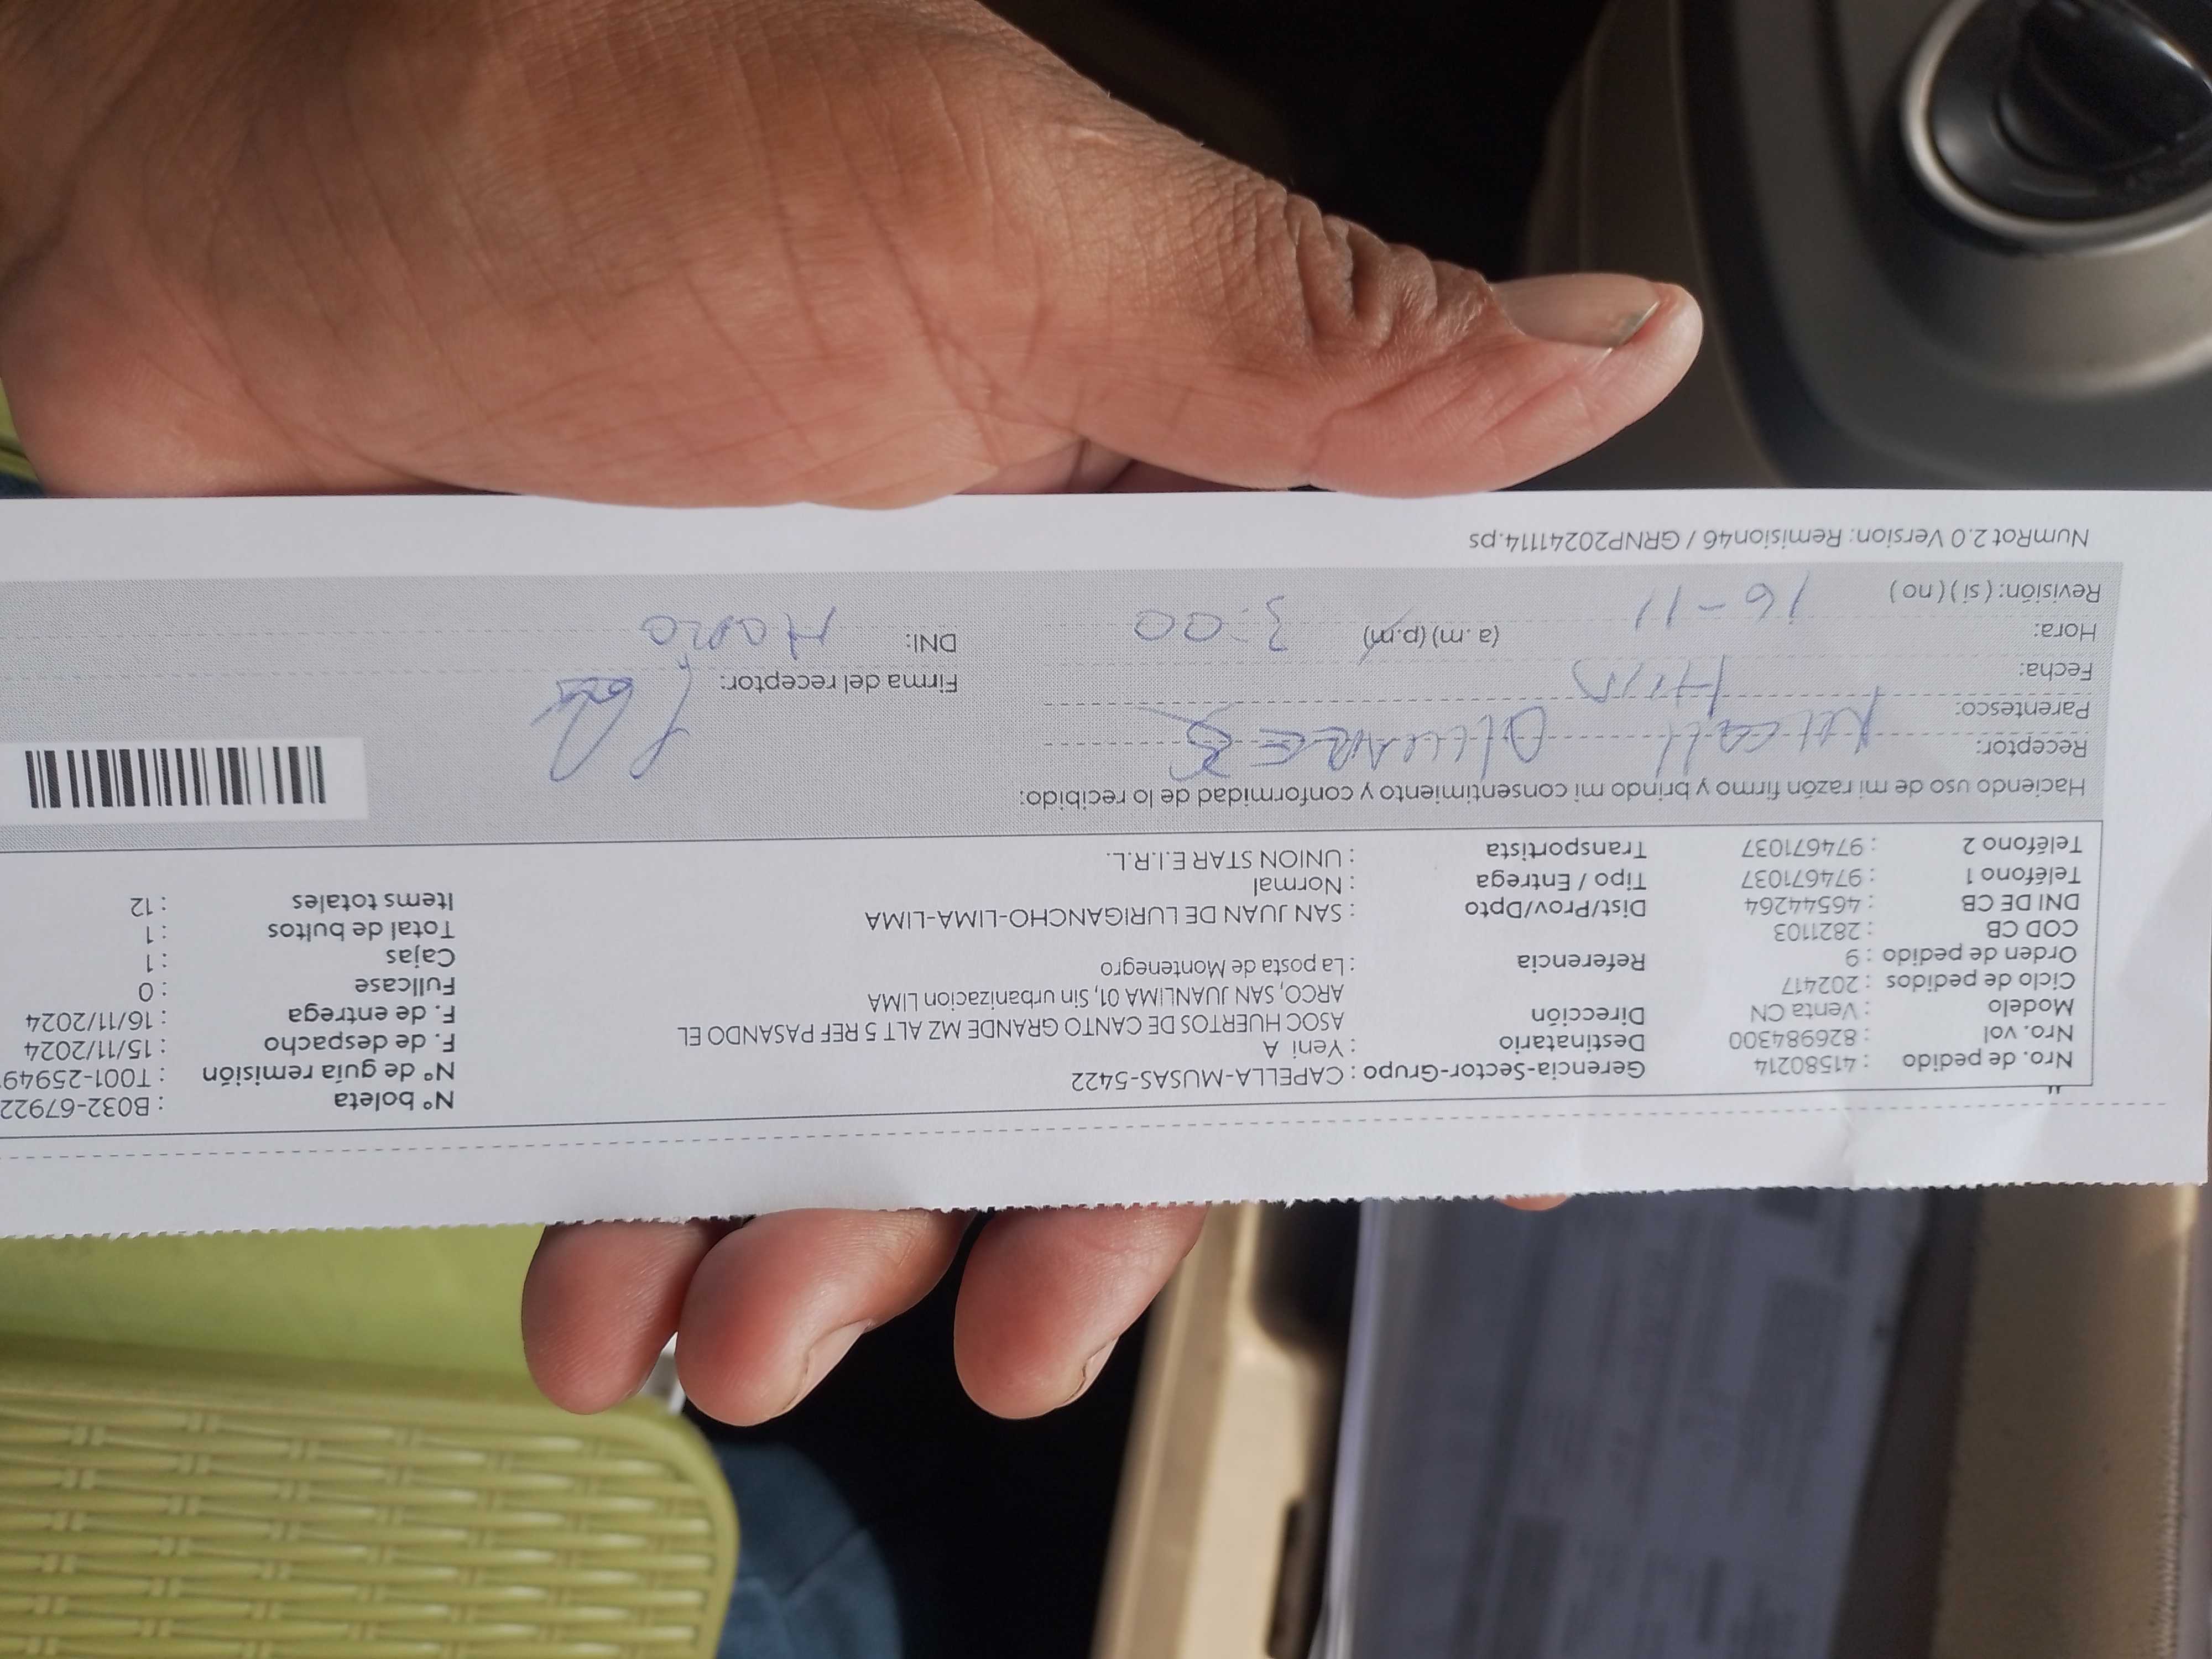 Nro. de pedido : 41580214 Gerencia-Sector-Grupo : CAPELLA-MUSAS-5422 N° boleta : B032-67922
Nro. vol : 826984300 Destinatario : Yeni A N° de guía remisión : T001-25949
Modelo : Venta CN Dirección ASOC HUERTOS DE CANTO GRANDE MZ ALT 5 REF PASANDO EL F. de despacho : 15/11/2024
Ciclo de pedidos : 202417 ARCO, SAN JUANLIMA 01, Sin urbanizacion LIMA F. de entrega : 16/11/2024
Orden de pedido : 9 Referencia : La posta de Montenegro Fullcase : 0
COD CB : 2821103 Cajas : 1
DNI DE CB : 46544264 Dist/Prov/Dpto : SAN JUAN DE LURIGANCHO-LIMA-LIMA Total de bultos : 1
Teléfono 1 : 974671037 Tipo / Entrega : Normal Items totales : 12
Teléfono 2 : 974671037 Transportista : UNION STAR E.I.R.L.
Haciendo uso de mi razón firmo y brindo mi consentimiento y conformidad de lo recibido:
Receptor:
Parentesco:
Fecha: Firma del receptor:
Hora: (a. m) (p.m) 3:00 DNI:
Revisión: ( sí ) ( no ) 16-11
NumRot 2.0 Version: Remision46 / GRNP20241114.ps